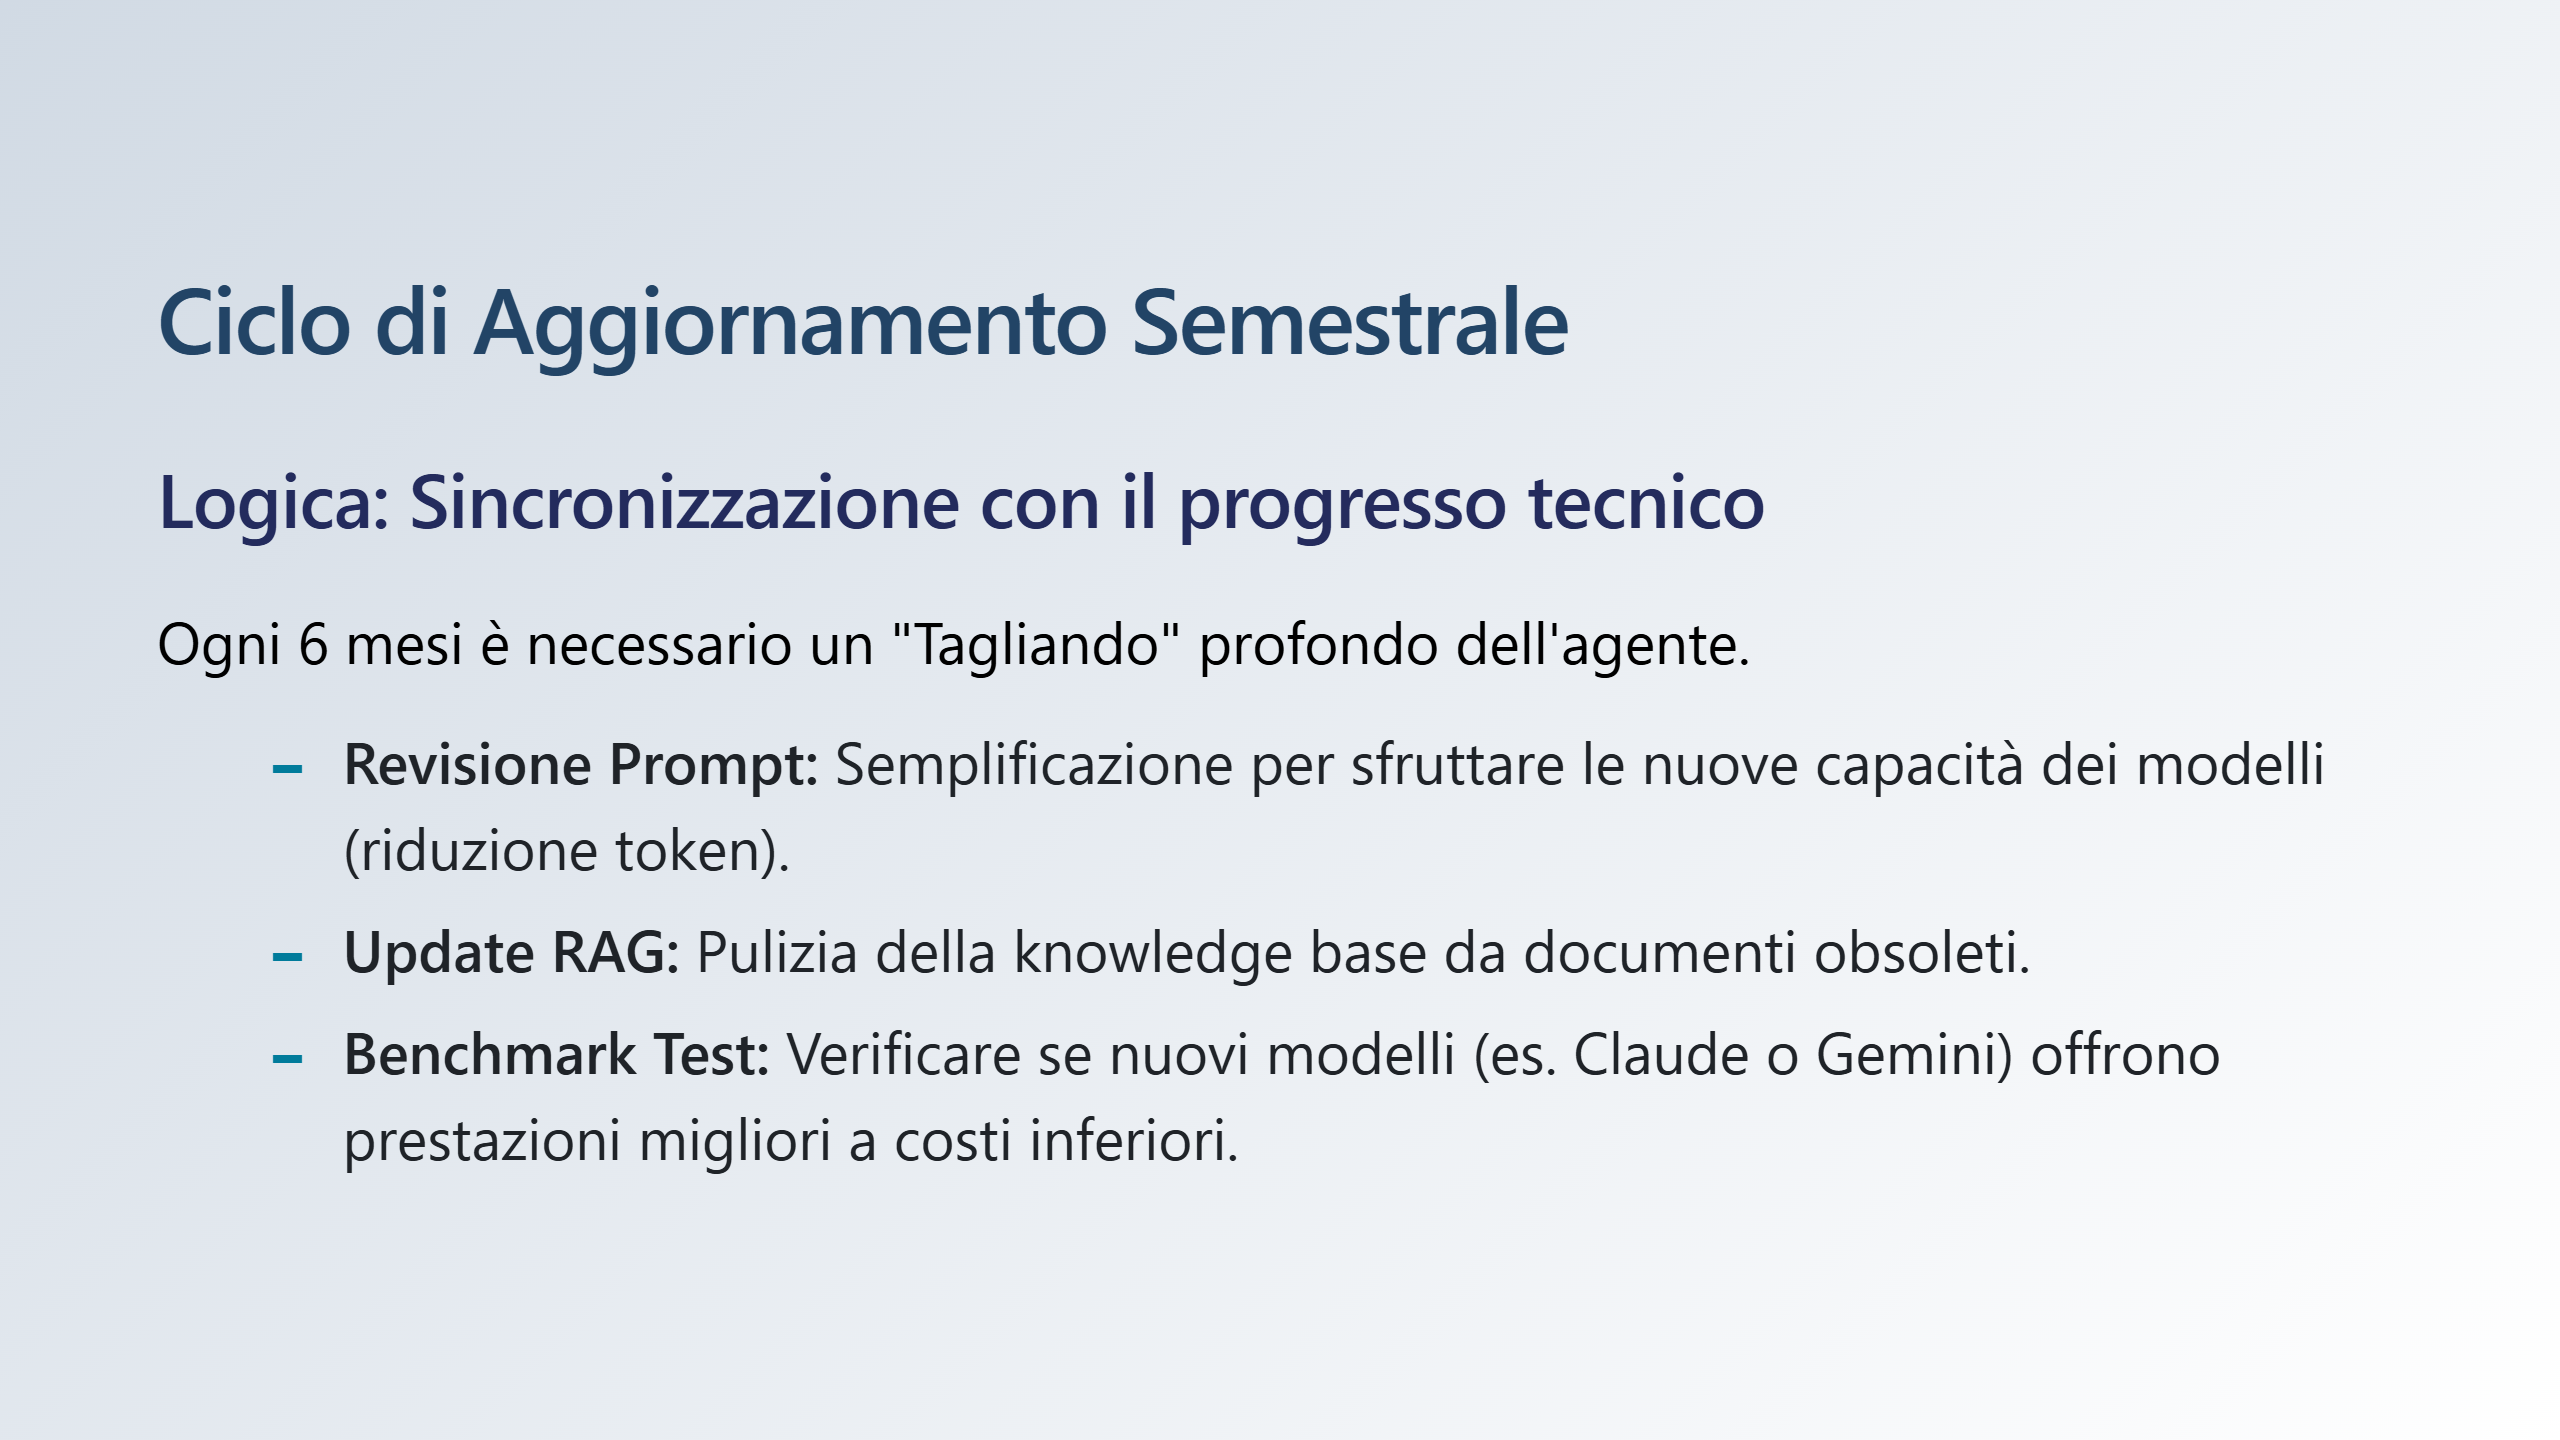 Ciclo di Aggiornamento Semestrale
Logica: Sincronizzazione con il progresso tecnico
Ogni 6 mesi è necessario un "Tagliando" profondo dell'agente.
– Revisione Prompt: Semplificazione per sfruttare le nuove capacità dei modelli
(riduzione token).
– Update RAG: Pulizia della knowledge base da documenti obsoleti.
– Benchmark Test: Verificare se nuovi modelli (es. Claude o Gemini) offrono
prestazioni migliori a costi inferiori.